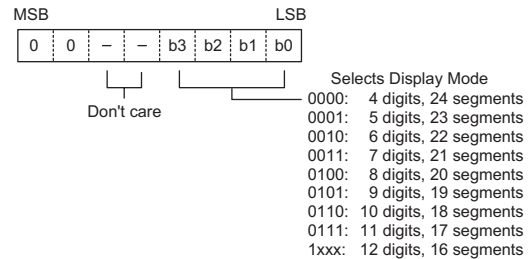 MSB LSB
0 0 – – b3 b2 b1 b0
Don't care
Selects Display Mode
0000: 4 digits, 24 segments
0001: 5 digits, 23 segments
0010: 6 digits, 22 segments
0011: 7 digits, 21 segments
0100: 8 digits, 20 segments
0101: 9 digits, 19 segments
0110: 10 digits, 18 segments
0111: 11 digits, 17 segments
1xxx: 12 digits, 16 segments